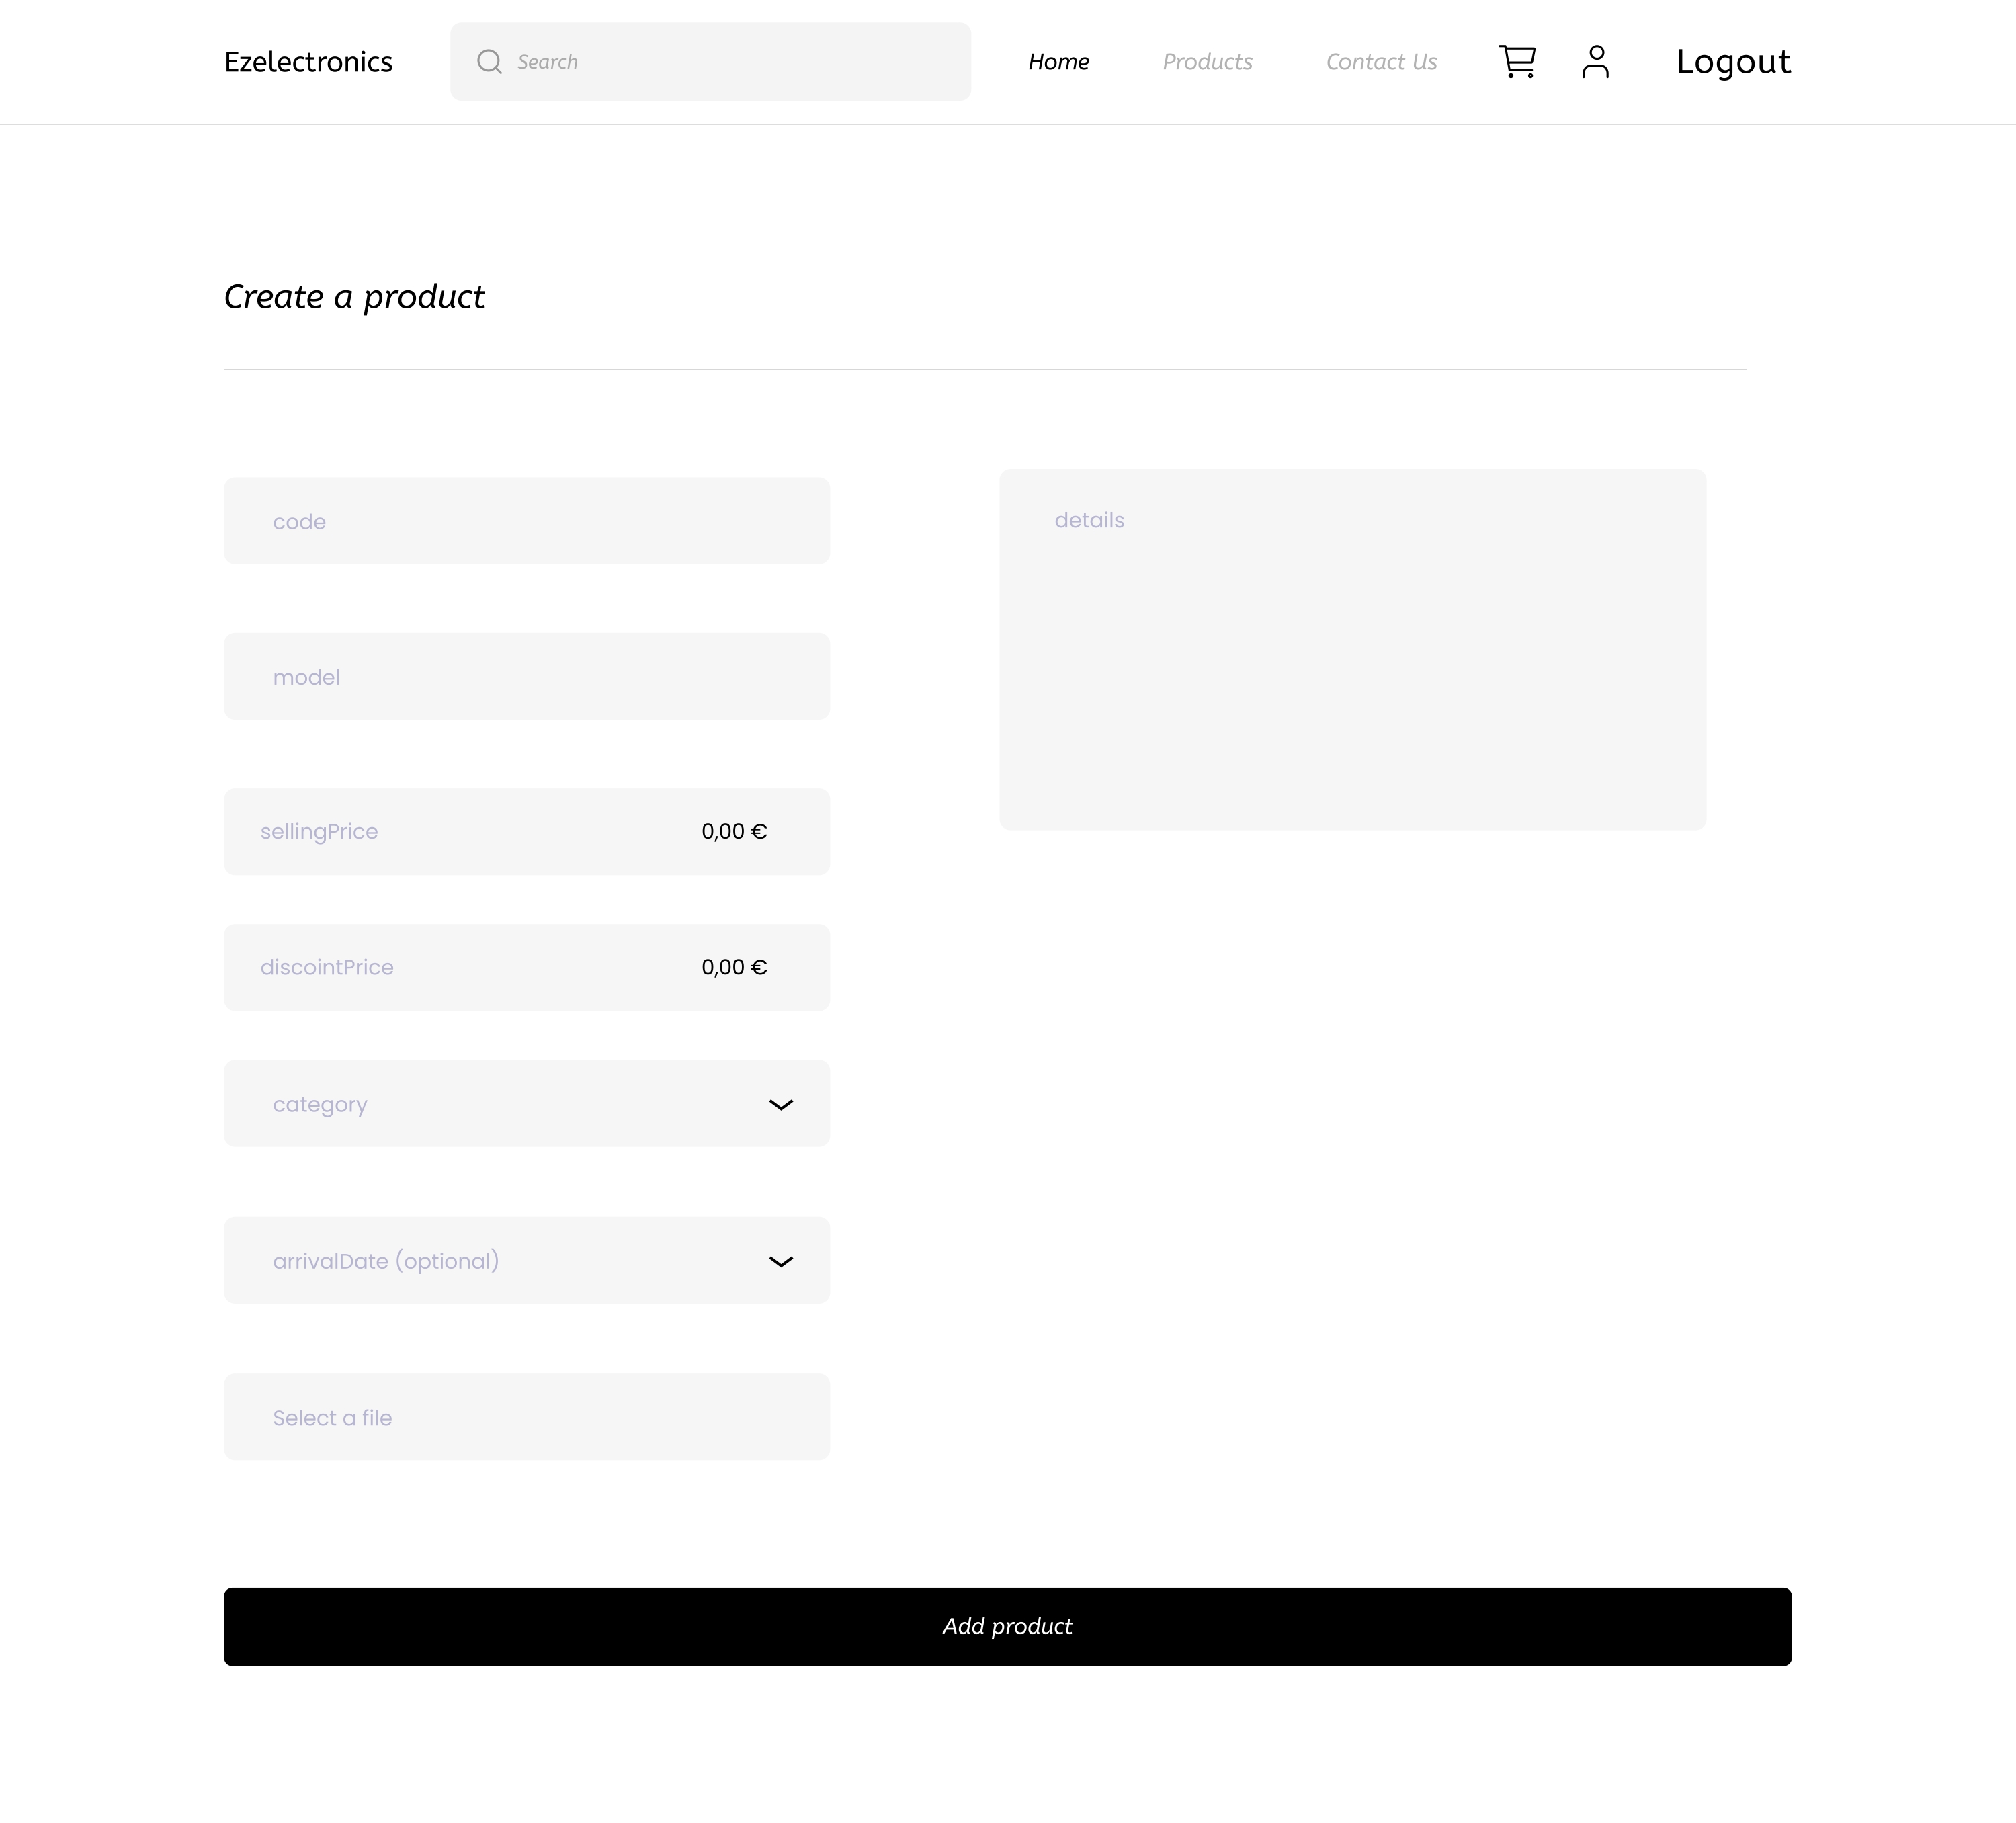 Ezelectronics
Search
Home
Products
Contact Us
Logout
Create a product
code
model
sellingPrice
0,00 €
discointPrice
0,00 €
category
arrivalDate (optional)
Select a file
details
Add product